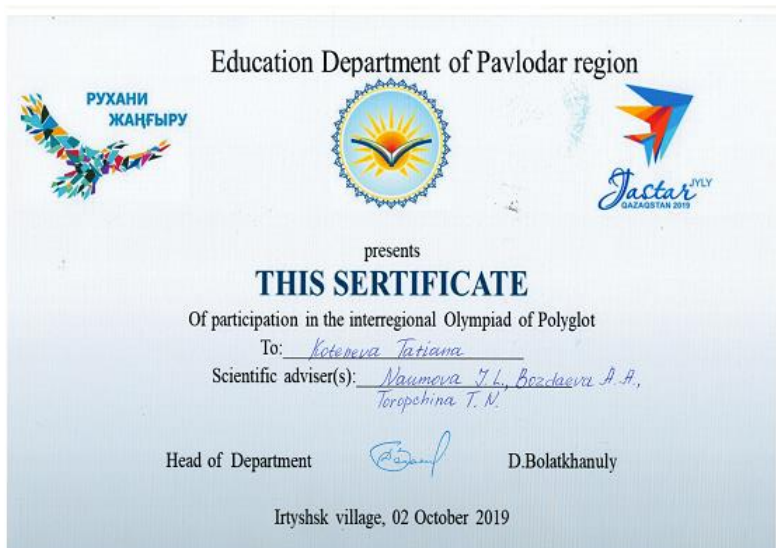 Education Department of Pavlodar region
РУХАНИ
ЖАҢҒЫРУ
Jastar JYLY
QAZAQSTAN 2019
presents
THIS SERTIFICATE
Of participation in the interregional Olympiad of Polyglot
To: Koteneva Tatiana
Scientific adviser(s): Naumova J. L., Bozdaeva A. A.,
Toropchina T. N.
Head of Department D.Bolatkhanuly
Irtyshsk village, 02 October 2019